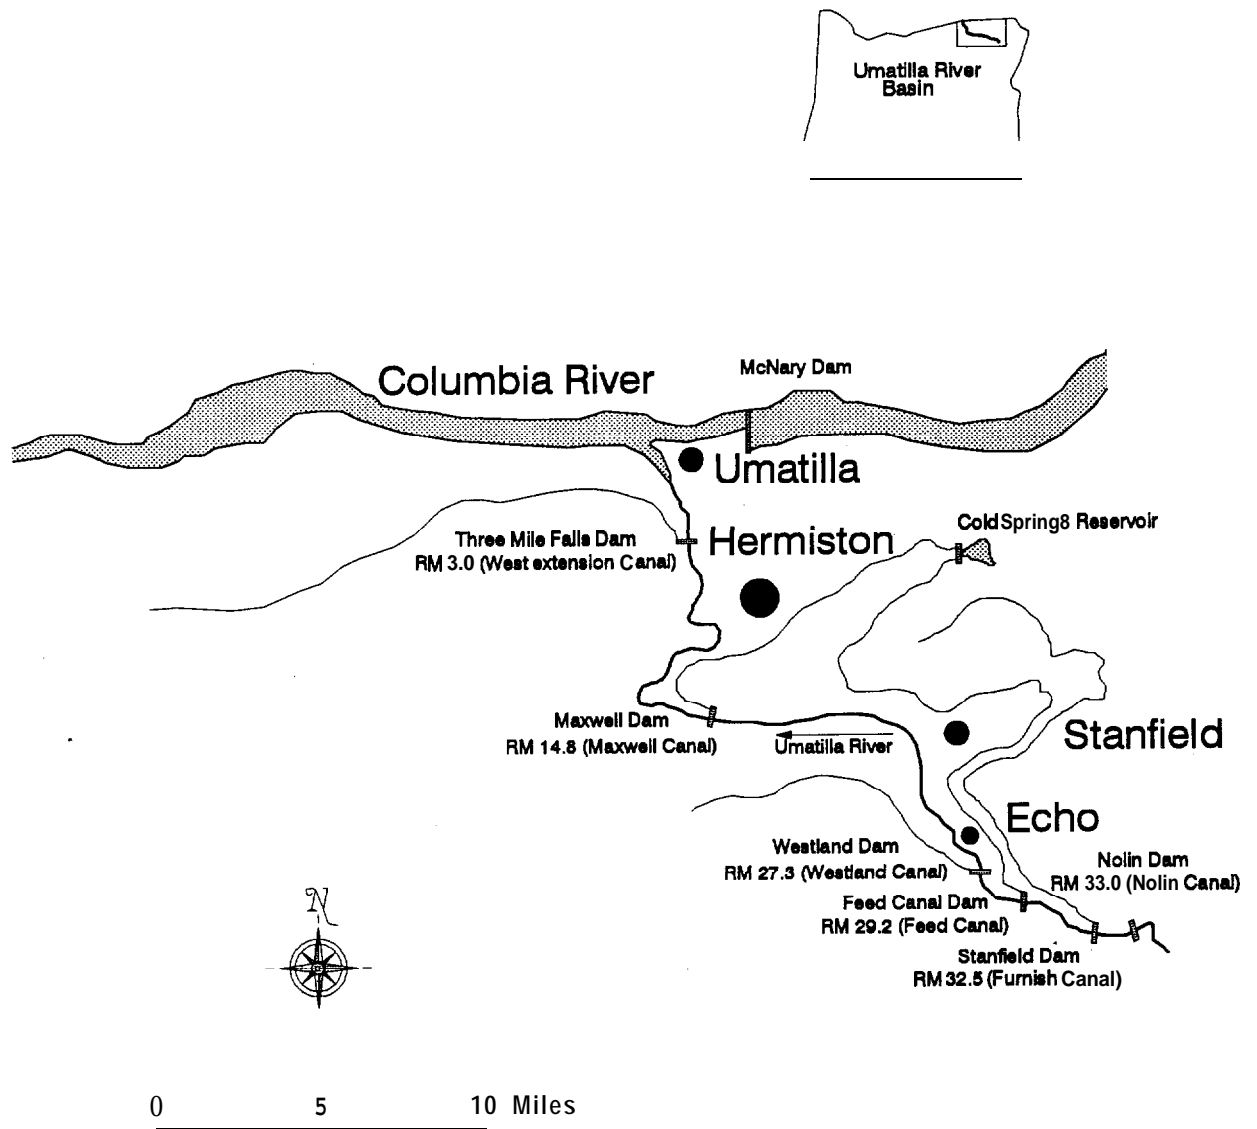 Umatilla River
Basin
McNary Dam
Columbia River
Umatilla
Cold Spring8 Reservoir
Three Mile Falls Dam
RM 3.0 (West extension Canal)
Hermiston
Maxwell Dam
RM 14.8 (Maxwell Canal)
Umatilla River
Stanfield
Echo
Westland Dam
RM 27.3 (Westland Canal)
Nolin Dam
RM 33.0 (Nolin Canal)
Feed Canal Dam
RM 29.2 (Feed Canal)
Stanfield Dam
RM 32.5 (Furnish Canal)
N
0 5 10 Miles